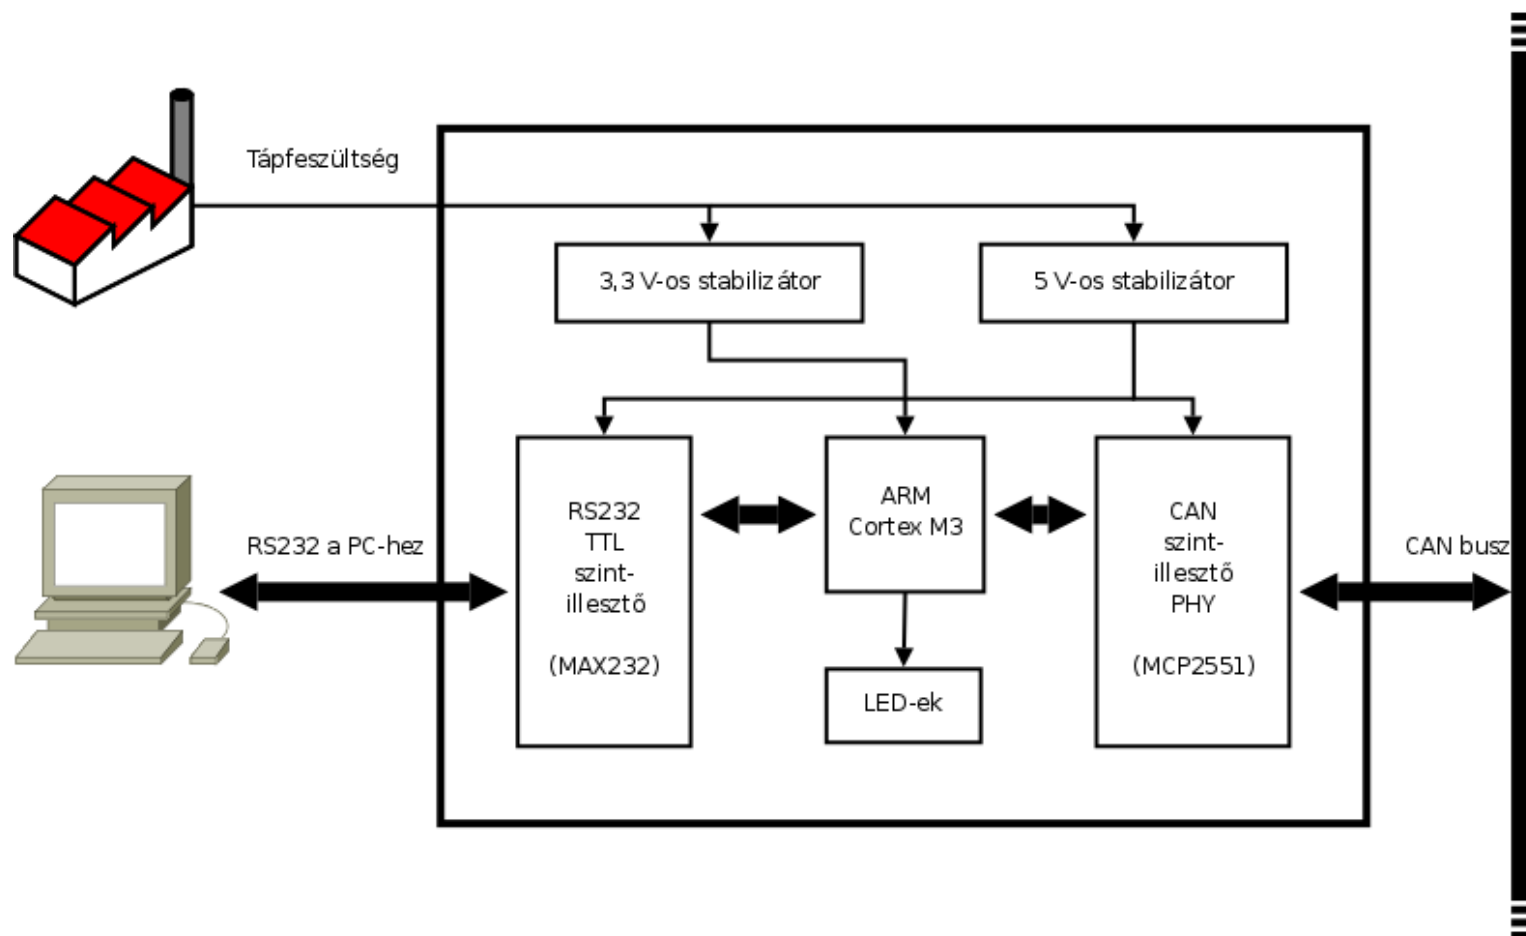 Tápfeszültség
3,3 V-os stabilizátor
5 V-os stabilizátor
RS232 a PC-hez
RS232
TTL
szint-
illesztő
(MAX232)
ARM
Cortex M3
LED-ek
CAN
szint-
illesztő
PHY
(MCP2551)
CAN busz